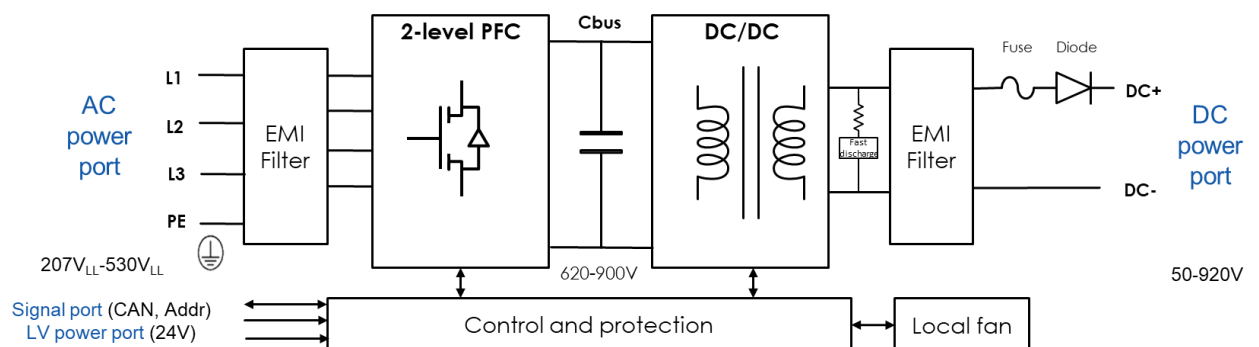 2-level PFC
Cbus
DC/DC
Fuse
Diode
AC
power
port
L1
L2
L3
PE
EMI
Filter
Fast
discharge
EMI
Filter
DC+
DC-
DC
power
port
207VLL-530VLL
620-900V
50-920V
Signal port (CAN, Addr)
LV power port (24V)
Control and protection
Local fan